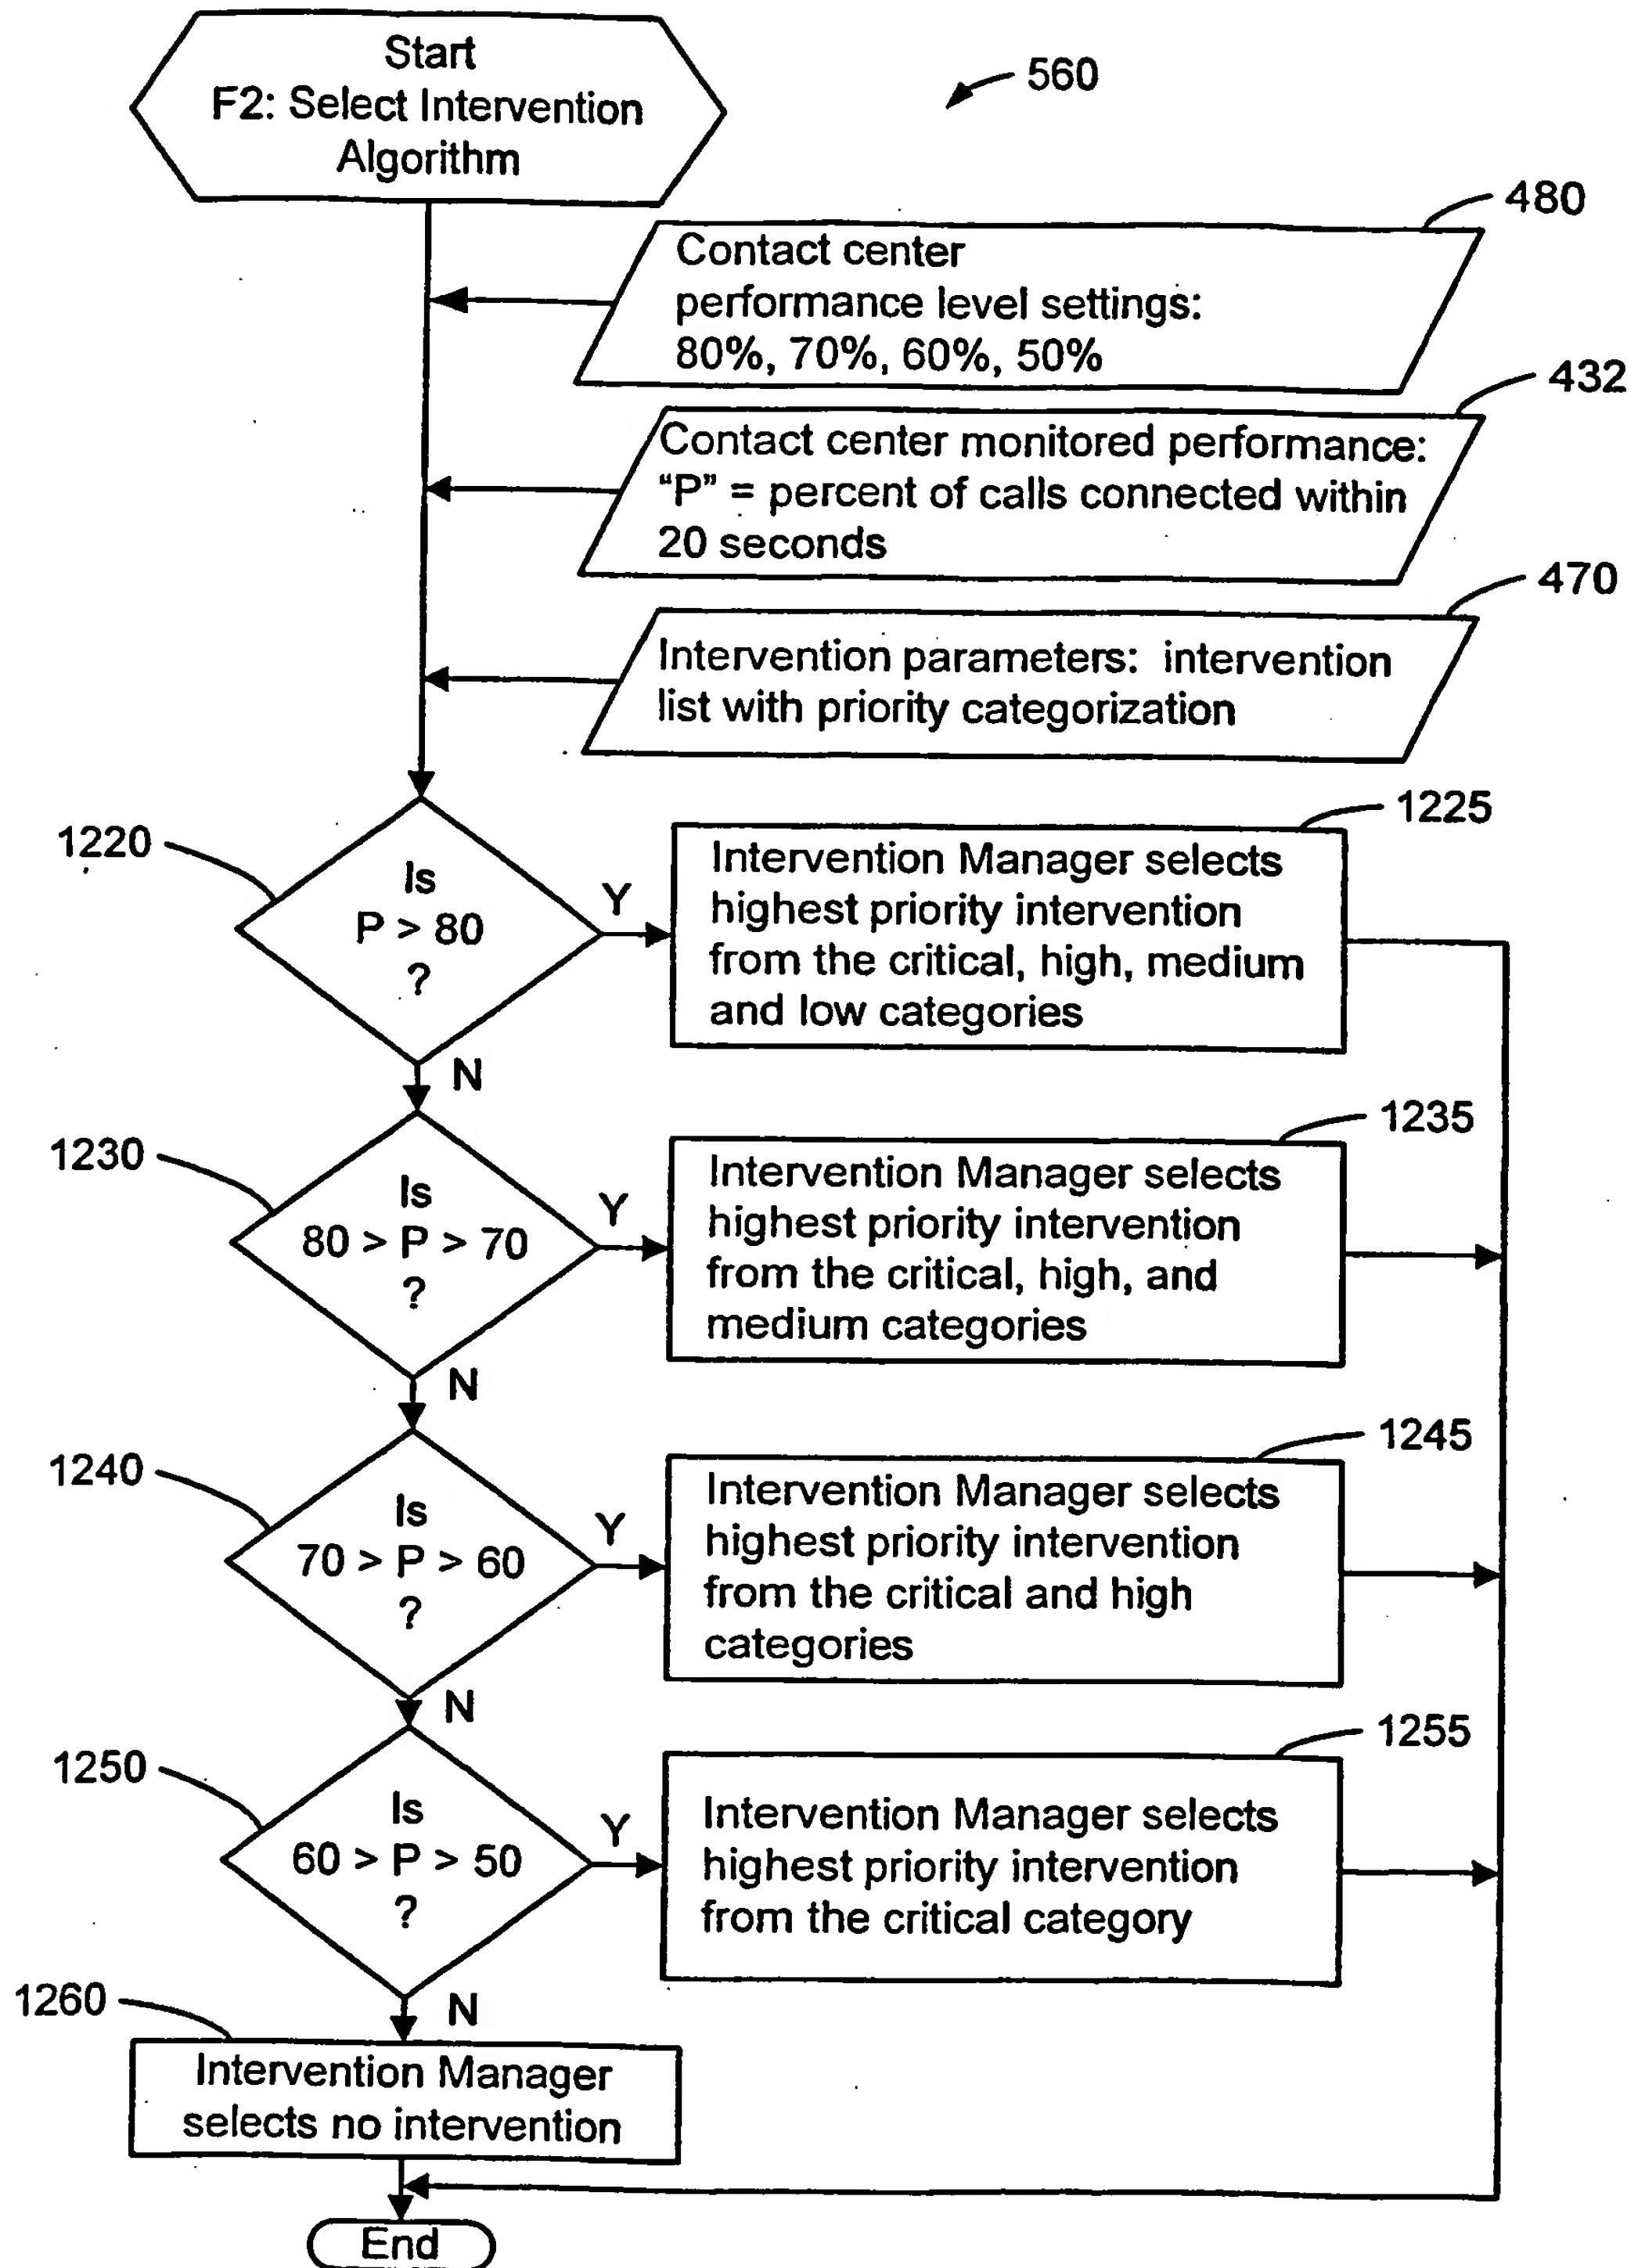 Start
F2: Select Intervention
Algorithm
560
480
Contact center
performance level settings:
80%, 70%, 60%, 50%
432
Contact center monitored performance:
“P” = percent of calls connected within
20 seconds
470
Intervention parameters: intervention
list with priority categorization
1220
Is
P > 80
?
Y
1225
Intervention Manager selects
highest priority intervention
from the critical, high, medium
and low categories
N
1230
Is
80 > P > 70
?
Y
1235
Intervention Manager selects
highest priority intervention
from the critical, high, and
medium categories
N
1240
Is
70 > P > 60
?
Y
1245
Intervention Manager selects
highest priority intervention
from the critical and high
categories
N
1250
Is
60 > P > 50
?
Y
1255
Intervention Manager selects
highest priority intervention
from the critical category
N
1260
Intervention Manager
selects no intervention
End